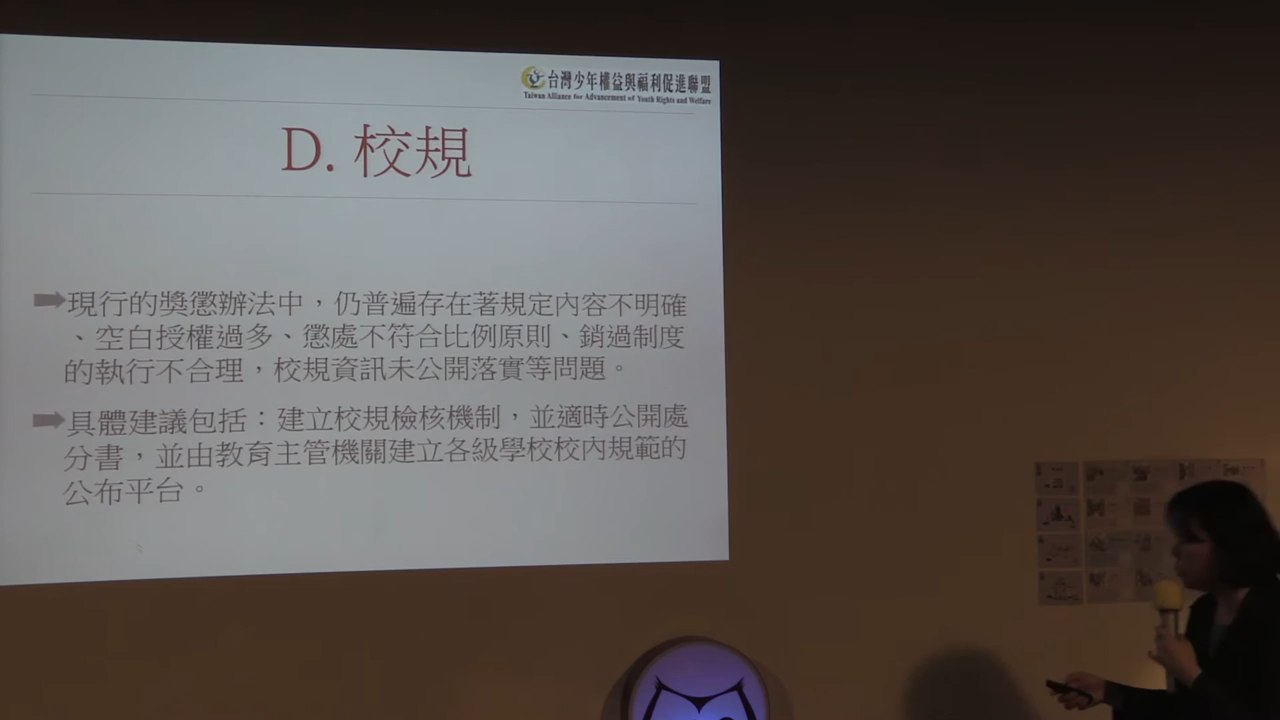 台灣少年權益與福利促進聯盟
Taiwan Alliance for Advancement of Youth Rights and Welfare
D. 校規
現行的獎懲辦法中，仍普遍存在著規定內容不明確
、空白授權過多、懲處不符合比例原則、銷過制度
的執行不合理，校規資訊未公開落實等問題。
具體建議包括：建立校規檢核機制，並適時公開處
分書，並由教育主管機關建立各級學校校內規範的
公布平台。